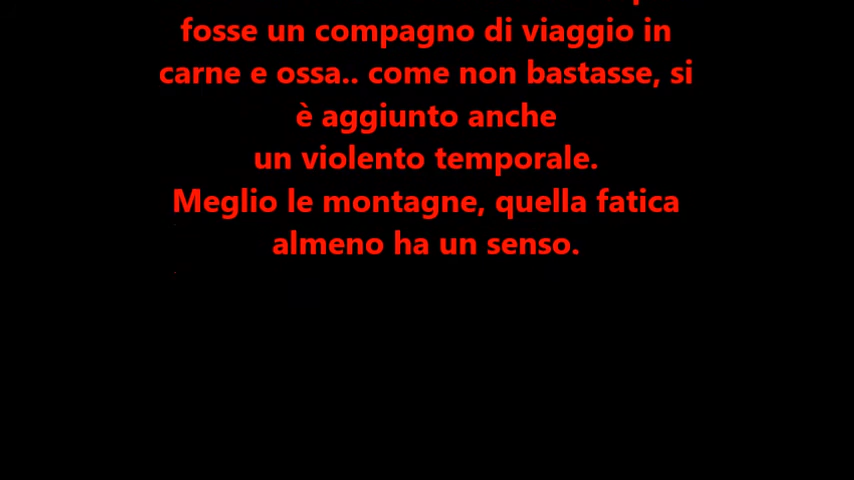 fosse un compagno di viaggio in
carne e ossa.. come non bastasse, si
è aggiunto anche
un violento temporale.
Meglio le montagne, quella fatica
almeno ha un senso.